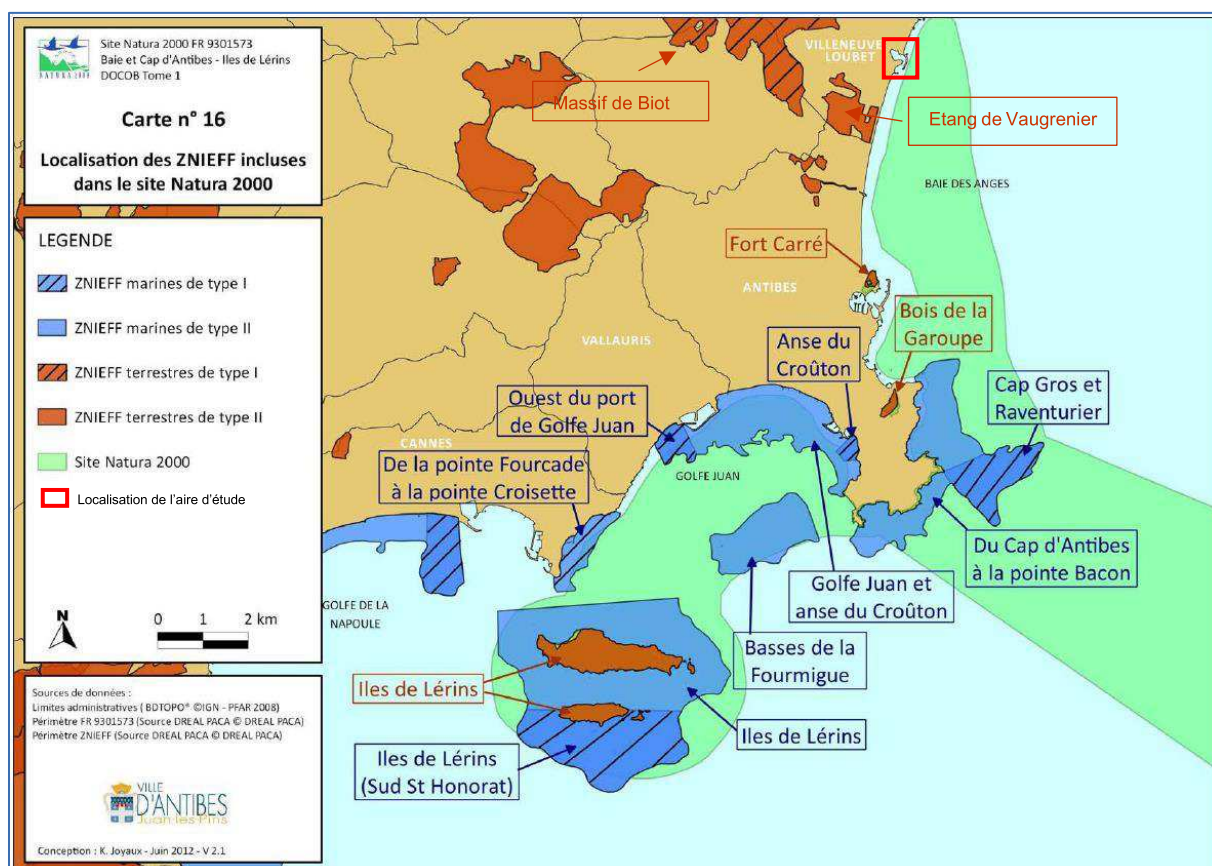 Site Natura 2000 FR 9301573
Baie et Cap d'Antibes - Iles de Lérins
DOCOB Tome 1
NATURA 2000
Carte n° 16
Localisation des ZNIEFF incluses
dans le site Natura 2000
LEGENDE
ZNIEFF marines de type I
ZNIEFF marines de type II
ZNIEFF terrestres de type I
ZNIEFF terrestres de type II
Site Natura 2000
Localisation de l'aire d'étude
N
0 1 2 km
Sources de données :
Limites administratives ( BDTOPO® ©IGN - PFAR 2008)
Périmètre FR 9301573 (Source DREAL PACA © DREAL PACA)
Périmètre ZNIEFF (Source DREAL PACA © DREAL PACA)
VILLE
D'ANTIBES
Juan-les-Pins
Conception : K. Joyaux - Juin 2012 - V 2.1
VILLENEUVE
LOUBET
Massif de Biot
Etang de Vaugrenier
BAIE DES ANGES
Fort Carré
ANTIBES
Bois de la
Garoupe
VALLAURIS
Anse du
Croûton
Cap Gros et
Raventurier
Ouest du port
de Golfe Juan
CANNES
De la pointe Fourcade
à la pointe Croisette
GOLFE JUAN
Du Cap d'Antibes
à la pointe Bacon
Golfe Juan et
anse du Croûton
GOLFE DE LA
NAPOULE
Basses de la
Fourmigue
Iles de Lérins
Iles de Lérins
Iles de Lérins
(Sud St Honorat)